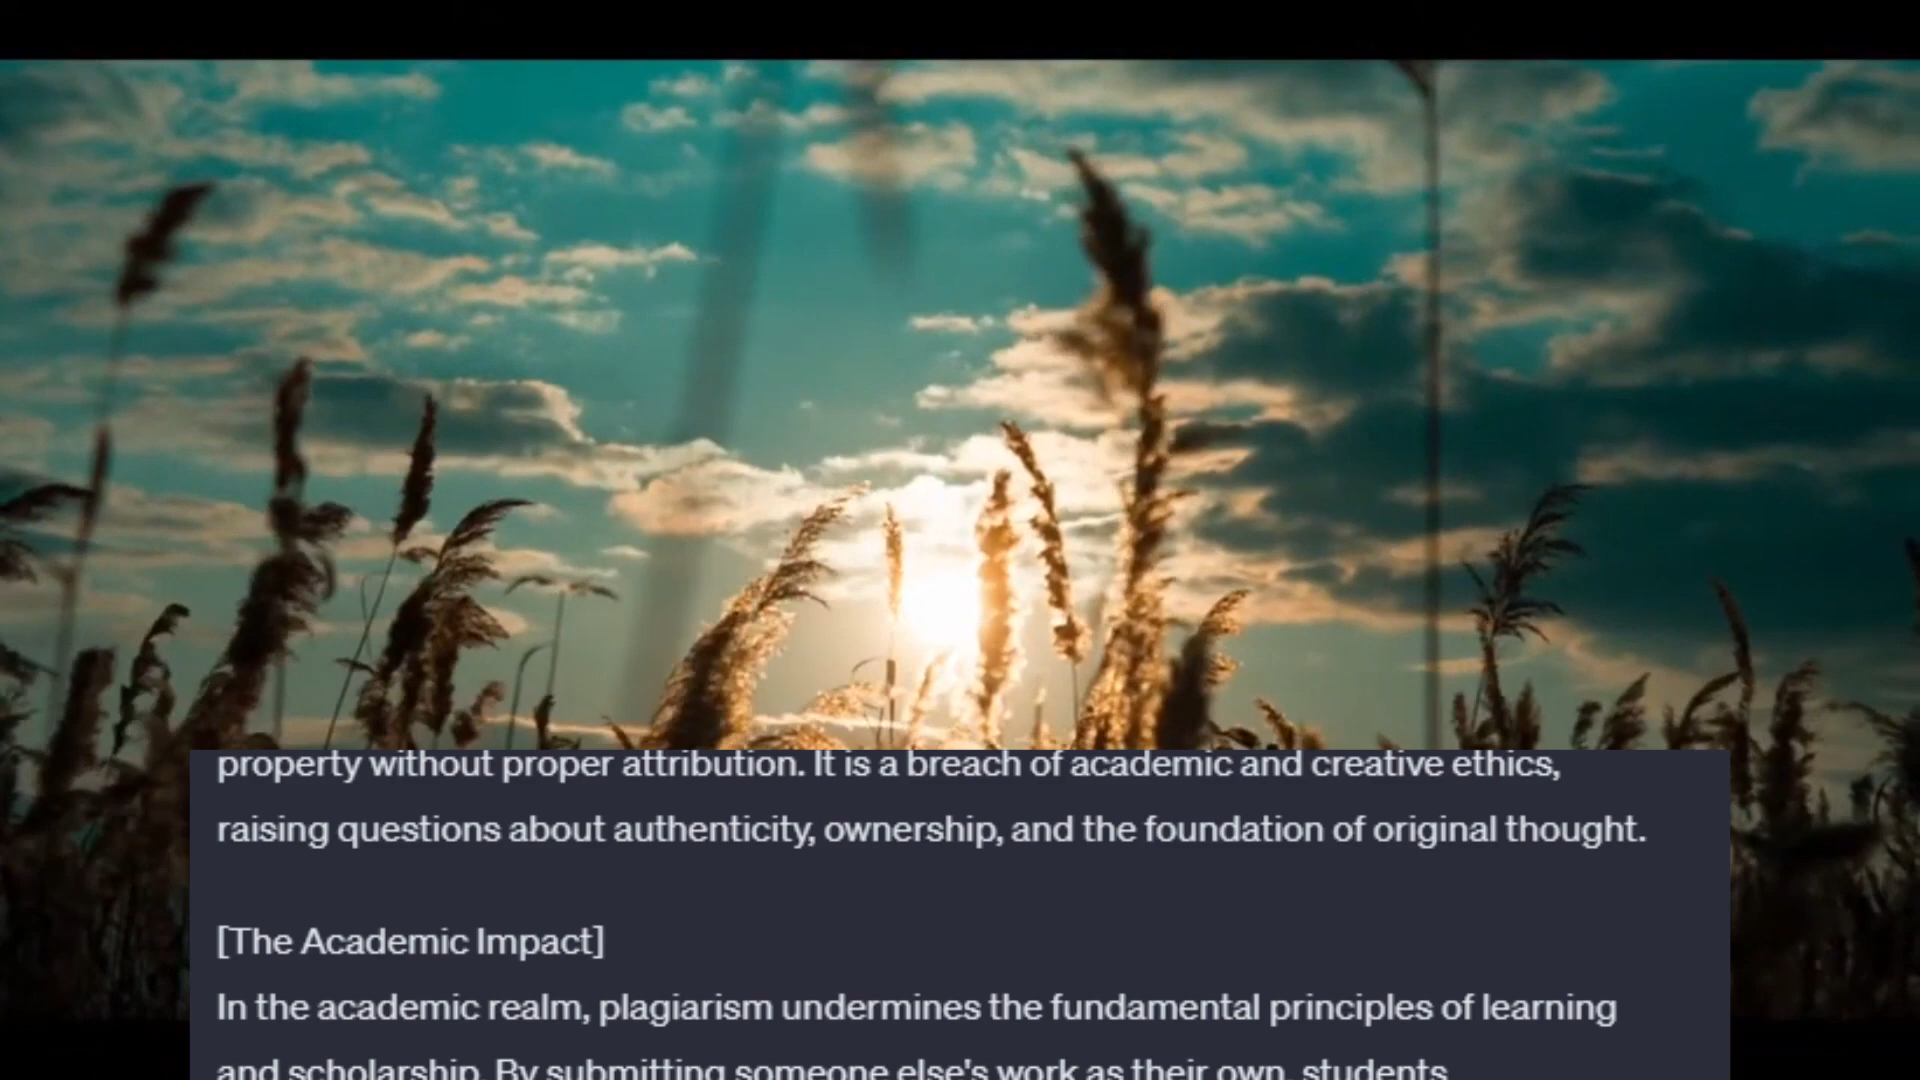 property without proper attribution. It is a breach of academic and creative ethics,
raising questions about authenticity, ownership, and the foundation of original thought.
[The Academic Impact]
In the academic realm, plagiarism undermines the fundamental principles of learning
and scholarship. By submitting someone else's work as their own, students